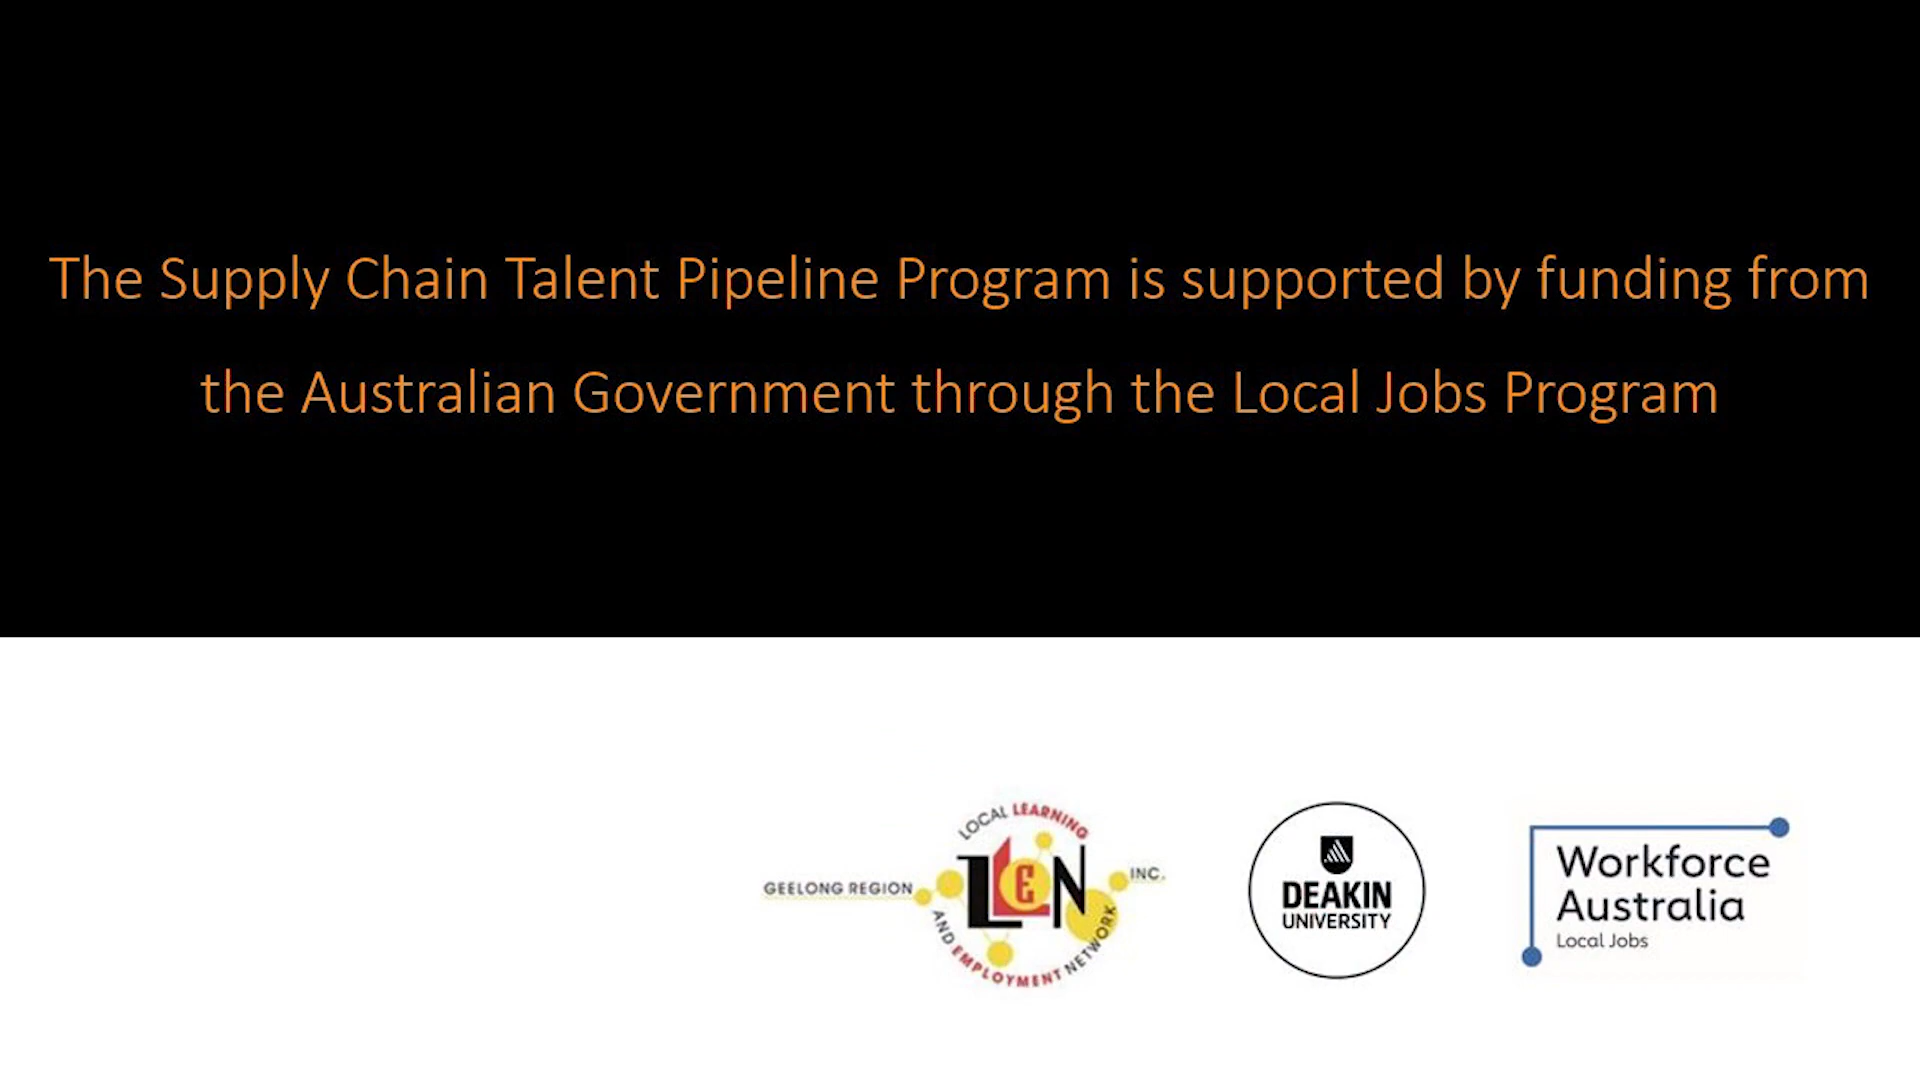 The Supply Chain Talent Pipeline Program is supported by funding from
the Australian Government through the Local Jobs Program
GEELONG REGION
LOCAL LEARNING
LLEN
INC.
AND EMPLOYMENT NETWORK
DEAKIN
UNIVERSITY
Workforce
Australia
Local Jobs